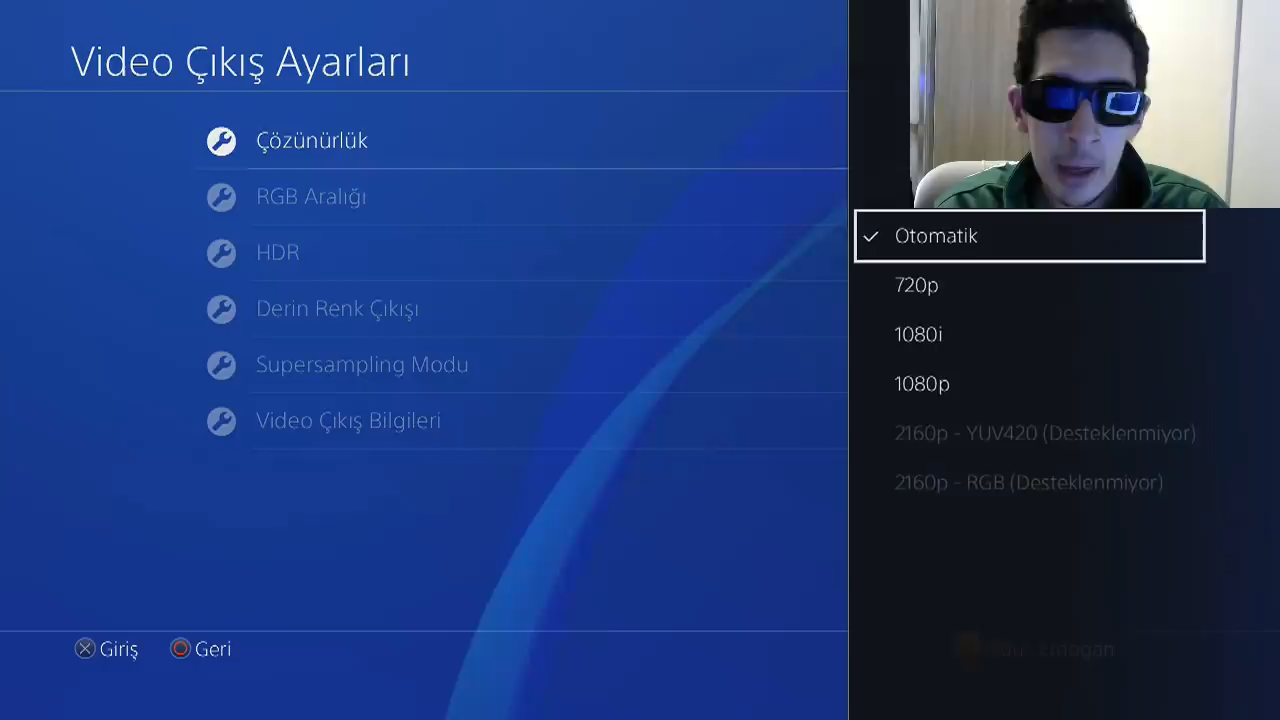 Video Çıkış Ayarları
Çözünürlük
RGB Aralığı
HDR
Derin Renk Çıkışı
Supersampling Modu
Video Çıkış Bilgileri
Otomatik
720p
1080i
1080p
2160p - YUV420 (Desteklenmiyor)
2160p - RGB (Desteklenmiyor)
Giriş
Geri
Erdogan